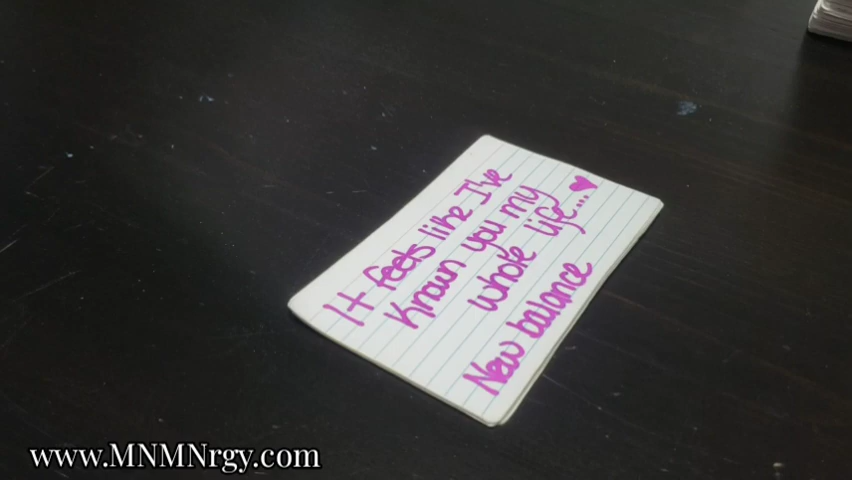 It feels like I've
Known you my
whole life...♥
New balance
www.MNMNrgy.com